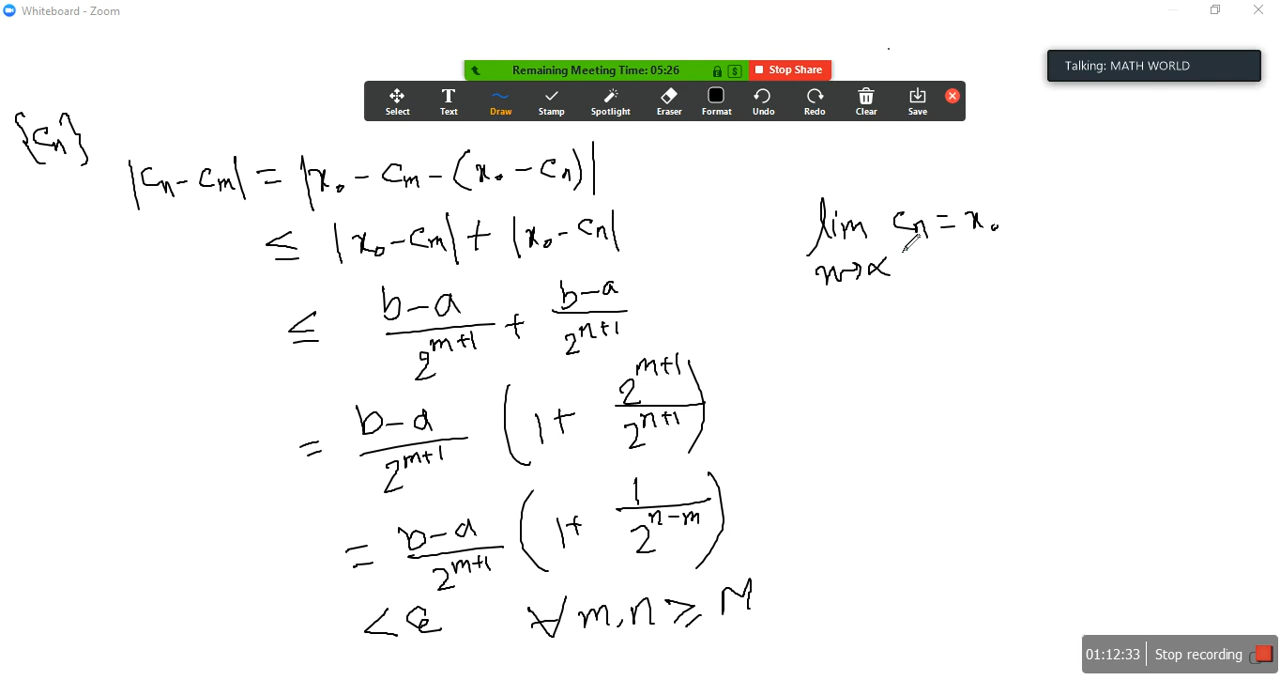 Whiteboard - Zoom
Remaining Meeting Time: 05:26 $ Stop Share
Talking: MATH WORLD
Select Text Draw Stamp Spotlight Eraser Format Undo Redo Clear Save
{Cn}
|Cn - Cm| = |x₀ - Cm - (x₀ - Cn)|
≤ |x₀ - Cm| + |x₀ - Cn|
≤ (b-a)/2^(m+1) + (b-a)/2^(n+1)
= (b-a)/2^(m+1) (1 + 2^(m+1)/2^(n+1))
= (b-a)/2^(m+1) (1 + 1/2^(n-m))
< ε ∀ m, n ≥ M
lim Cn = x₀
n→∝
01:12:33 Stop recording